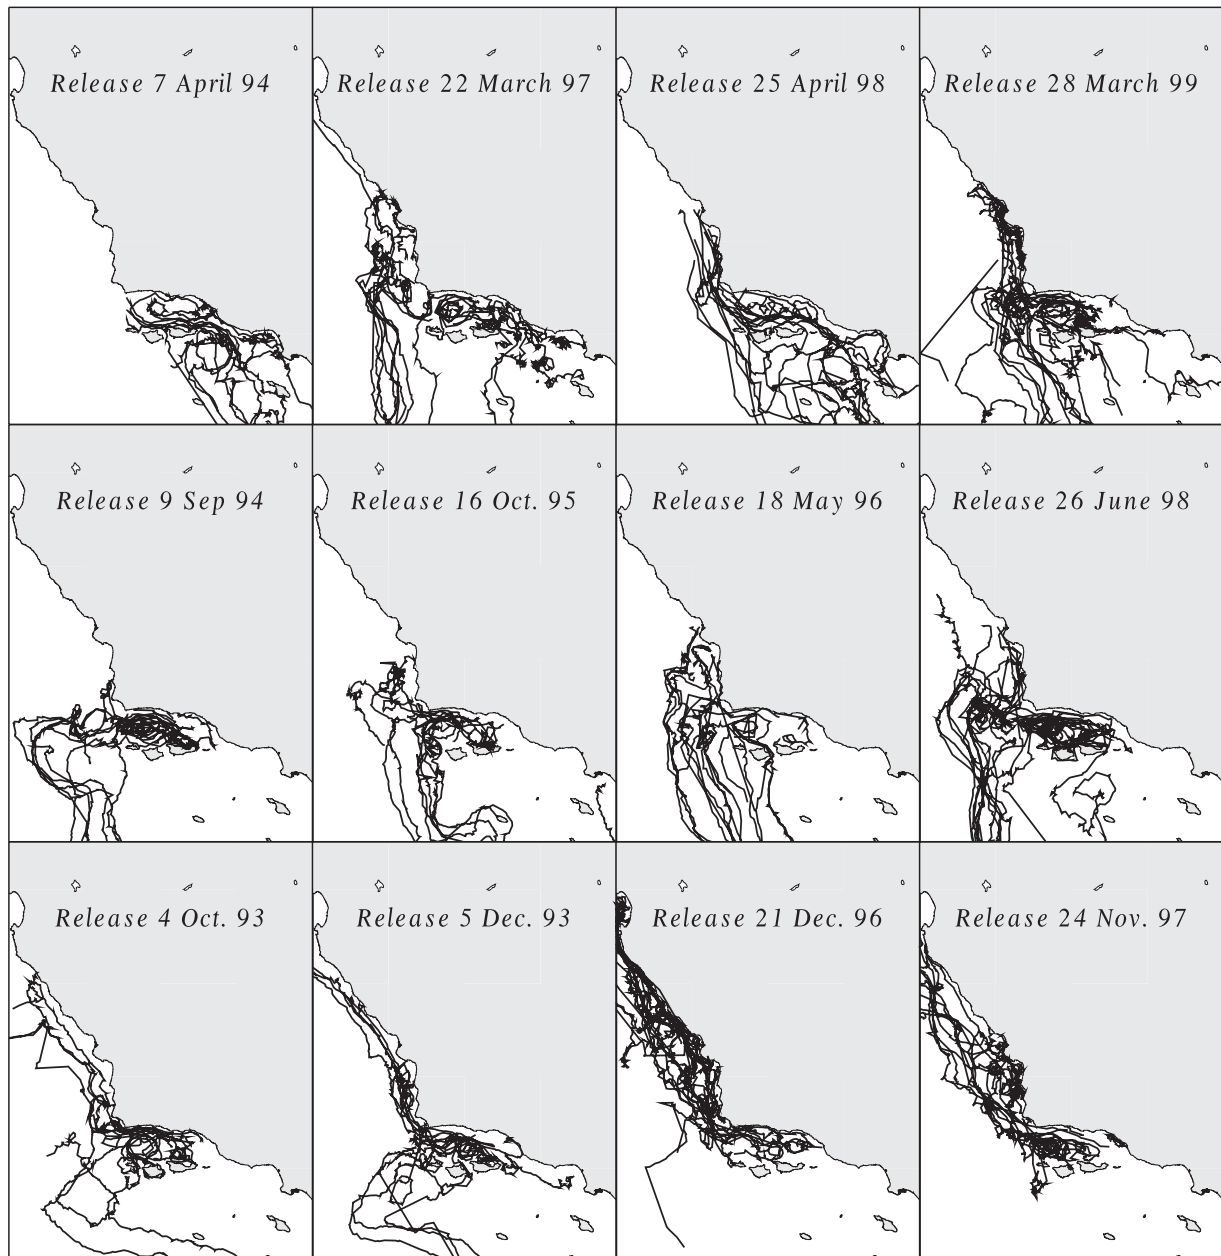 Release 7 April 94
Release 22 March 97
Release 25 April 98
Release 28 March 99
Release 9 Sep 94
Release 16 Oct. 95
Release 18 May 96
Release 26 June 98
Release 4 Oct. 93
Release 5 Dec. 93
Release 21 Dec. 96
Release 24 Nov. 97